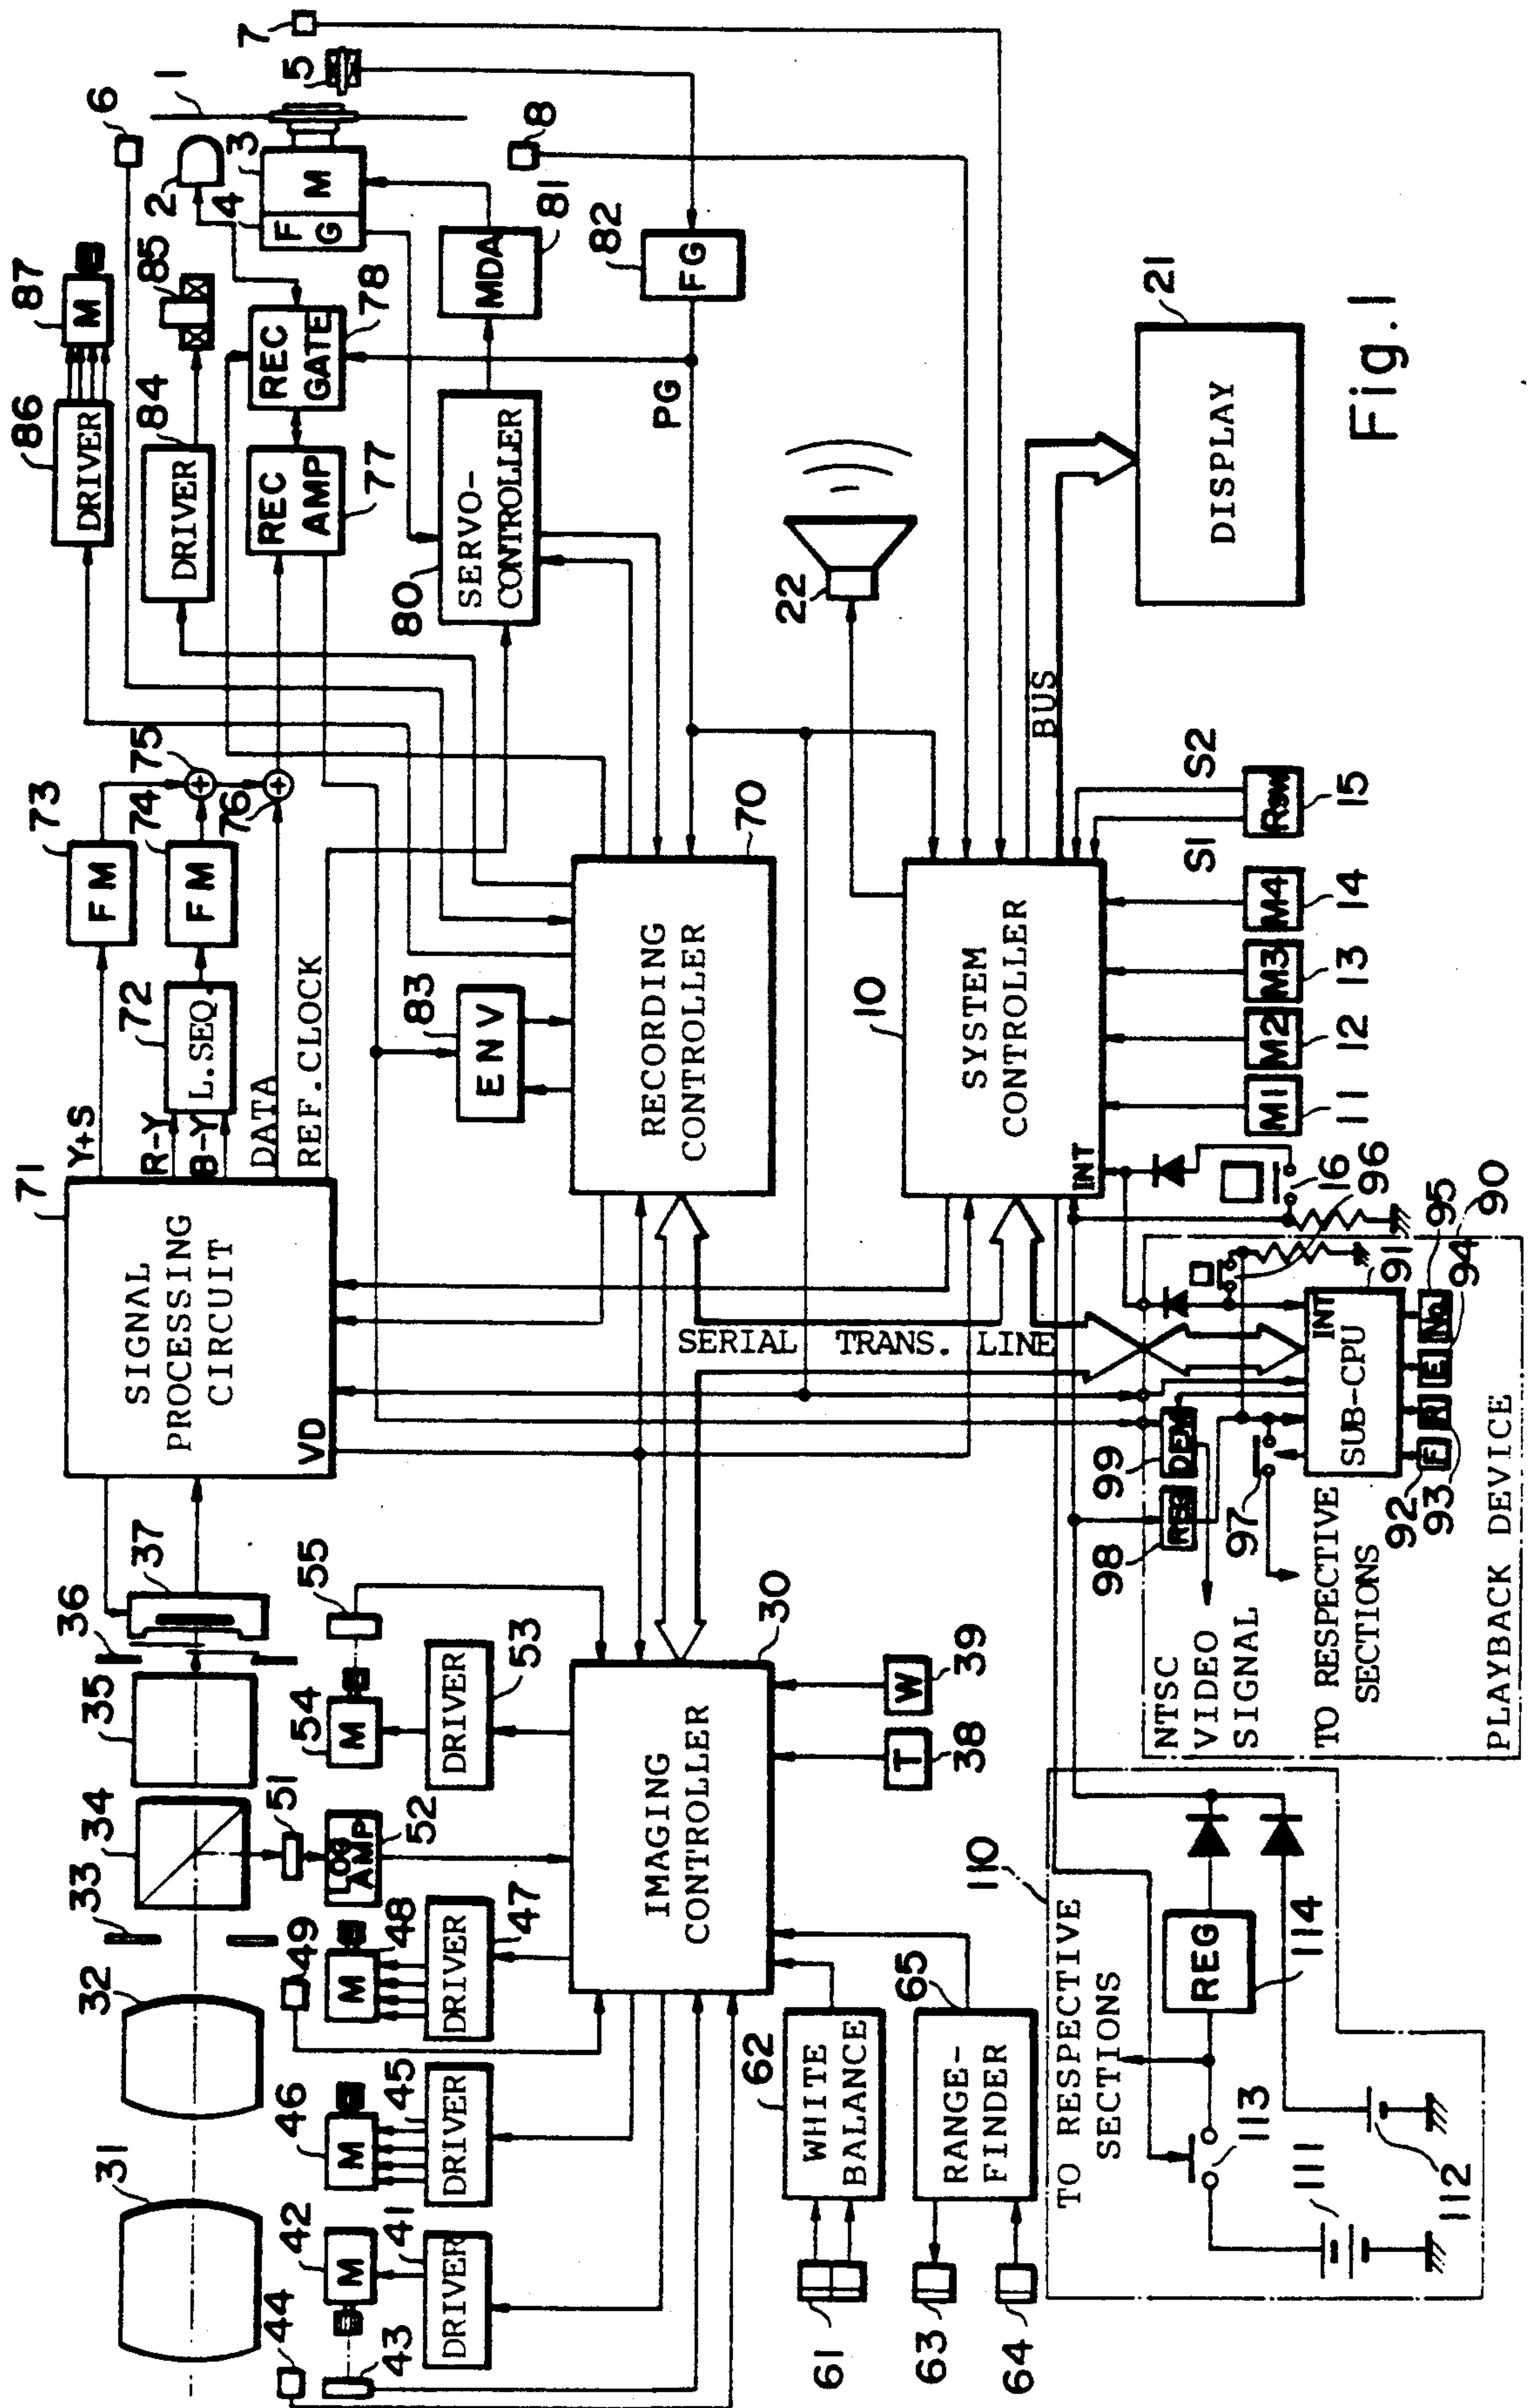 31
32
33
34
35
36
37
71
SIGNAL
PROCESSING
CIRCUIT
VD
Y+S
R-Y
B-Y
DATA
REF.CLOCK
72
L.SEQ.
73
FM
74
FM
75
76
86
DRIVER
87
M
84
DRIVER
85
77
REC
AMP
78
REC
GATE
6
1
2
3
4
M
F
G
5
7
8
80
SERVO-
CONTROLLER
81
MDA
82
FG
PG
44
43
42
M
41
DRIVER
46
M
45
DRIVER
49
48
M
47
DRIVER
51
52
LOG
AMP
54
M
55
53
DRIVER
30
IMAGING
CONTROLLER
T
38
W
39
83
ENV
70
RECORDING
CONTROLLER
22
SERIAL TRANS. LINE
61
62
WHITE
BALANCE
63
64
65
RANGE-
FINDER
10
SYSTEM
CONTROLLER
INT
BUS
M1
11
M2
12
M3
13
M4
14
S1
S2
RSW
15
16
21
DISPLAY
110
TO RESPECTIVE
SECTIONS
111
112
113
REG
114
90
91
SUB-CPU
INT
F
92
R
93
E
94
No
95
96
97
98
REG
99
DEM
NTSC
VIDEO
SIGNAL
TO RESPECTIVE
SECTIONS
PLAYBACK DEVICE
Fig.1